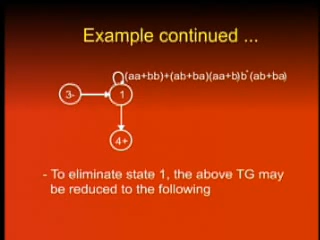 Example continued ...
(aa+bb)+(ab+ba)(aa+b)b*(ab+ba)
3- 1
4+
- To eliminate state 1, the above TG may
be reduced to the following